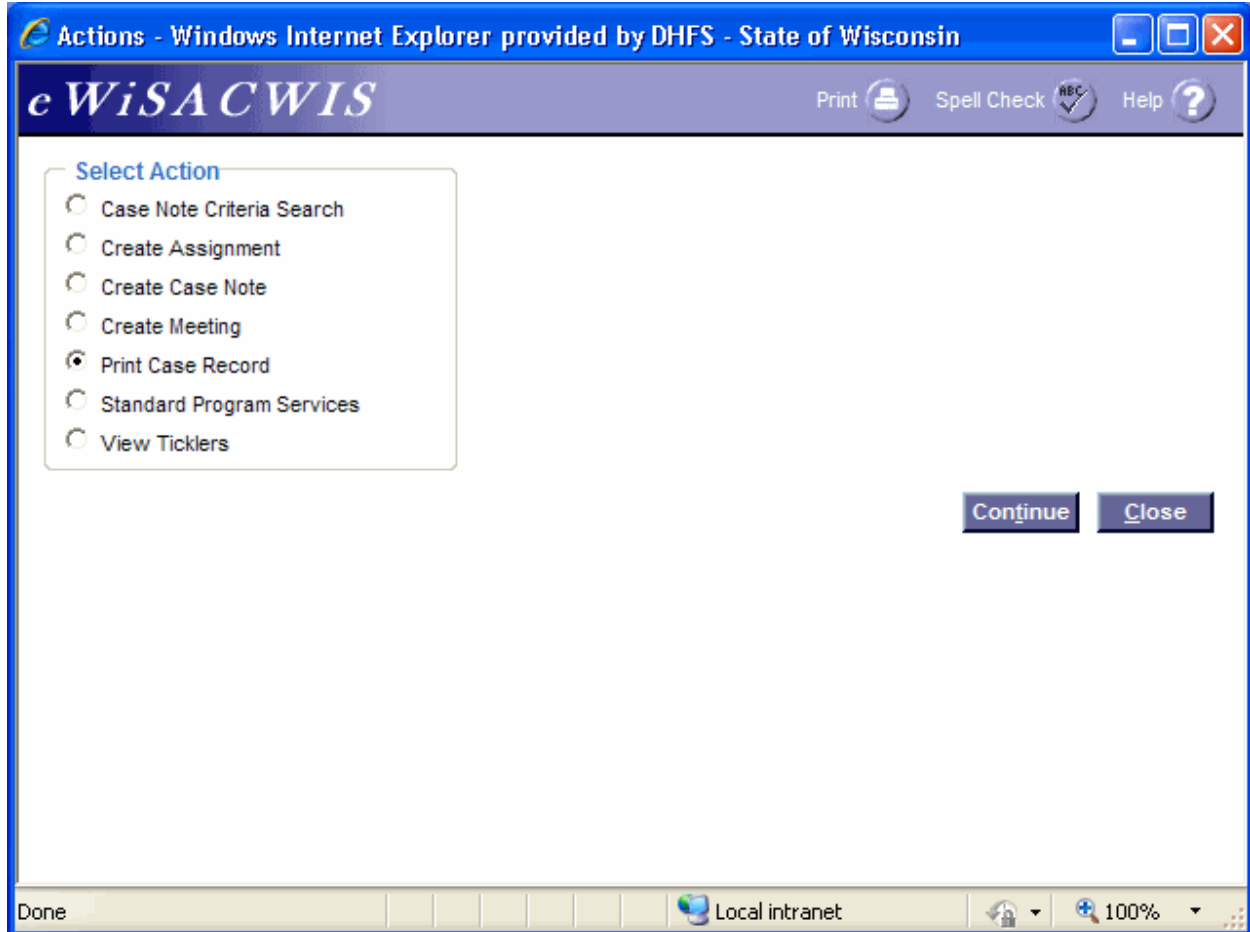 Actions - Windows Internet Explorer provided by DHFS - State of Wisconsin
eWiSACWIS
Print Spell Check ABC Help ?
Select Action
Case Note Criteria Search
Create Assignment
Create Case Note
Create Meeting
Print Case Record
Standard Program Services
View Ticklers
Continue Close
Done Local intranet 100%